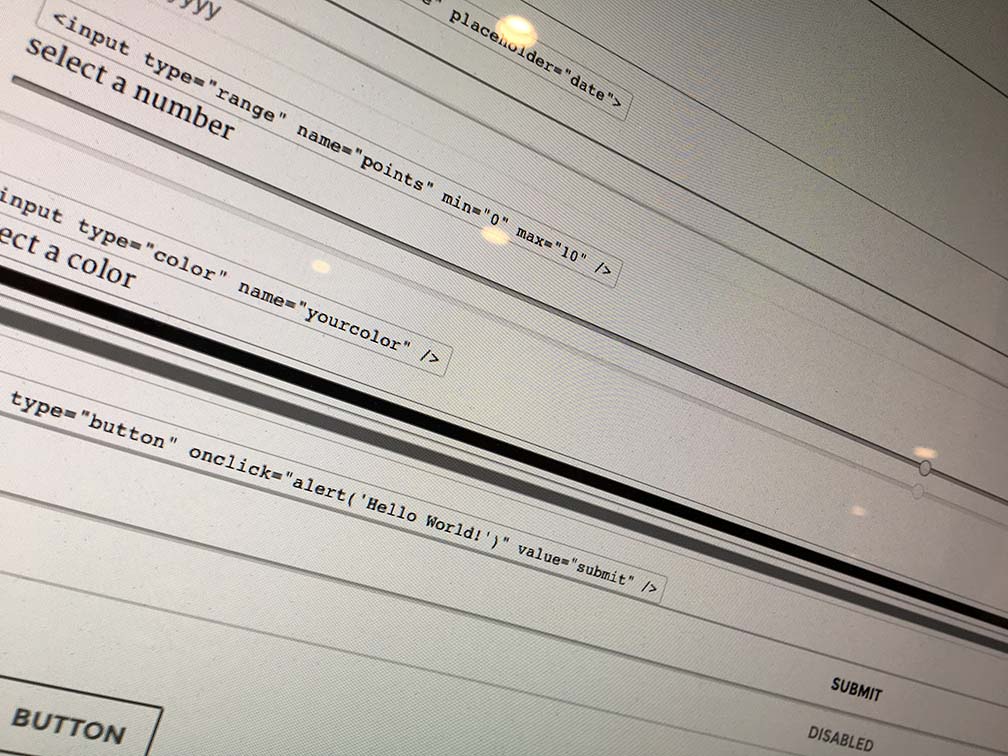 placeholder="date">
<input type="range" name="points" min="0" max="10" />
select a number
input type="color" name="yourcolor" />
ect a color
type="button" onclick="alert('Hello World!')" value="submit" />
SUBMIT
DISABLED
BUTTON